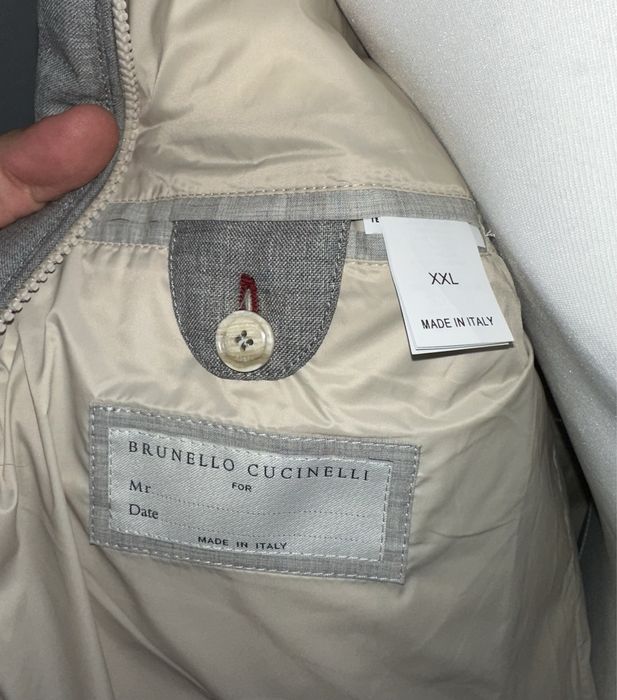 XXL
MADE IN ITALY
BRUNELLO CUCINELLI
FOR
Mr
Date
MADE IN ITALY